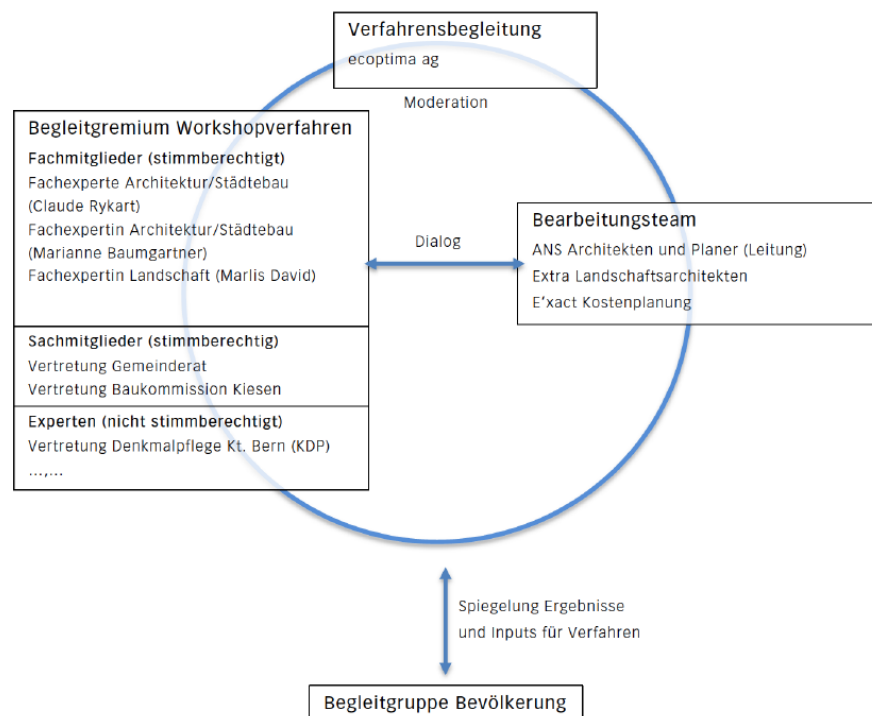 Verfahrensbegleitung
ecoptima ag
Moderation
Begleitgremium Workshopverfahren
Fachmitglieder (stimmberechtigt)
Fachexperte Architektur/Städtebau
(Claude Rykart)
Fachexpertin Architektur/Städtebau
(Marianne Baumgartner)
Fachexpertin Landschaft (Marlis David)
Sachmitglieder (stimmberechtig)
Vertretung Gemeinderat
Vertretung Baukommission Kiesen
Experten (nicht stimmberechtigt)
Vertretung Denkmalpflege Kt. Bern (KDP)
...,...
Dialog
Bearbeitungsteam
ANS Architekten und Planer (Leitung)
Extra Landschaftsarchitekten
E'xact Kostenplanung
Spiegelung Ergebnisse
und Inputs für Verfahren
Begleitgruppe Bevölkerung